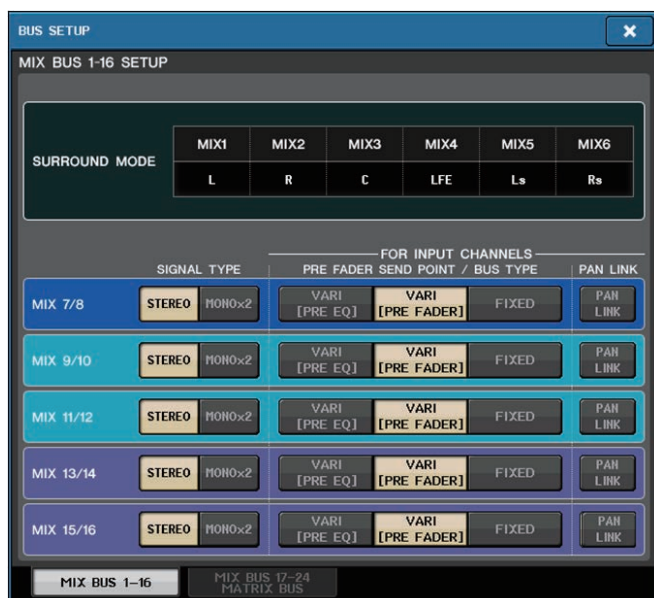 BUS SETUP
MIX BUS 1-16 SETUP
SURROUND MODE
MIX1 MIX2 MIX3 MIX4 MIX5 MIX6
L R C LFE Ls Rs
FOR INPUT CHANNELS
SIGNAL TYPE PRE FADER SEND POINT / BUS TYPE PAN LINK
MIX 7/8 STEREO MONO×2 VARI [PRE EQ] VARI [PRE FADER] FIXED PAN LINK
MIX 9/10 STEREO MONO×2 VARI [PRE EQ] VARI [PRE FADER] FIXED PAN LINK
MIX 11/12 STEREO MONO×2 VARI [PRE EQ] VARI [PRE FADER] FIXED PAN LINK
MIX 13/14 STEREO MONO×2 VARI [PRE EQ] VARI [PRE FADER] FIXED PAN LINK
MIX 15/16 STEREO MONO×2 VARI [PRE EQ] VARI [PRE FADER] FIXED PAN LINK
MIX BUS 1–16
MIX BUS 17–24
MATRIX BUS